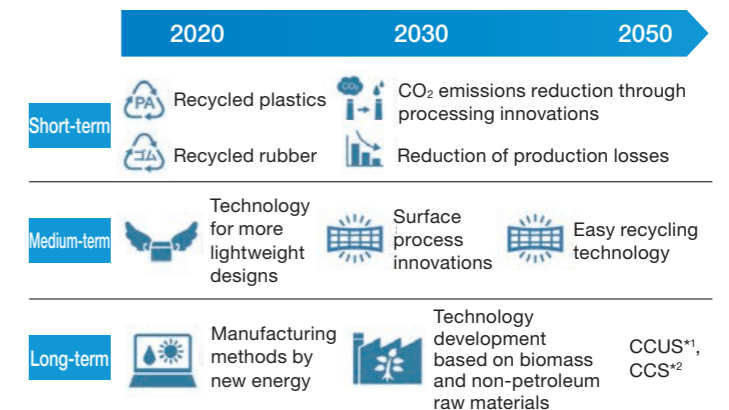 2020 2030 2050
Short-term
PA
Recycled plastics
CO₂
CO₂ emissions reduction through
processing innovations
ゴム
Recycled rubber
Reduction of production losses
Medium-term
Technology
for more
lightweight
designs
Surface
process
innovations
Easy recycling
technology
Long-term
Manufacturing
methods by
new energy
Technology
development
based on biomass
and non-petroleum
raw materials
CCUS*1,
CCS*2